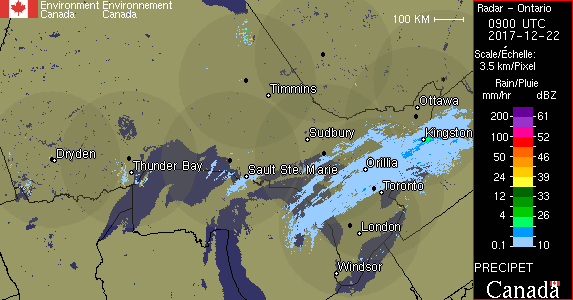 Environment Environnement
Canada Canada
Radar - Ontario
0900 UTC
2017-12-22
100 KM
Scale/Échelle:
3.5 km/Pixel
Rain/Pluie
mm/hr dBZ
200 61
100 52
50 46
24 39
12 33
4 26
0.1 10
Timmins
Ottawa
Sudbury
Kingston
Dryden
Thunder Bay
Sault Ste. Marie
Orillia
Toronto
London
Windsor
PRECIPET
Canada